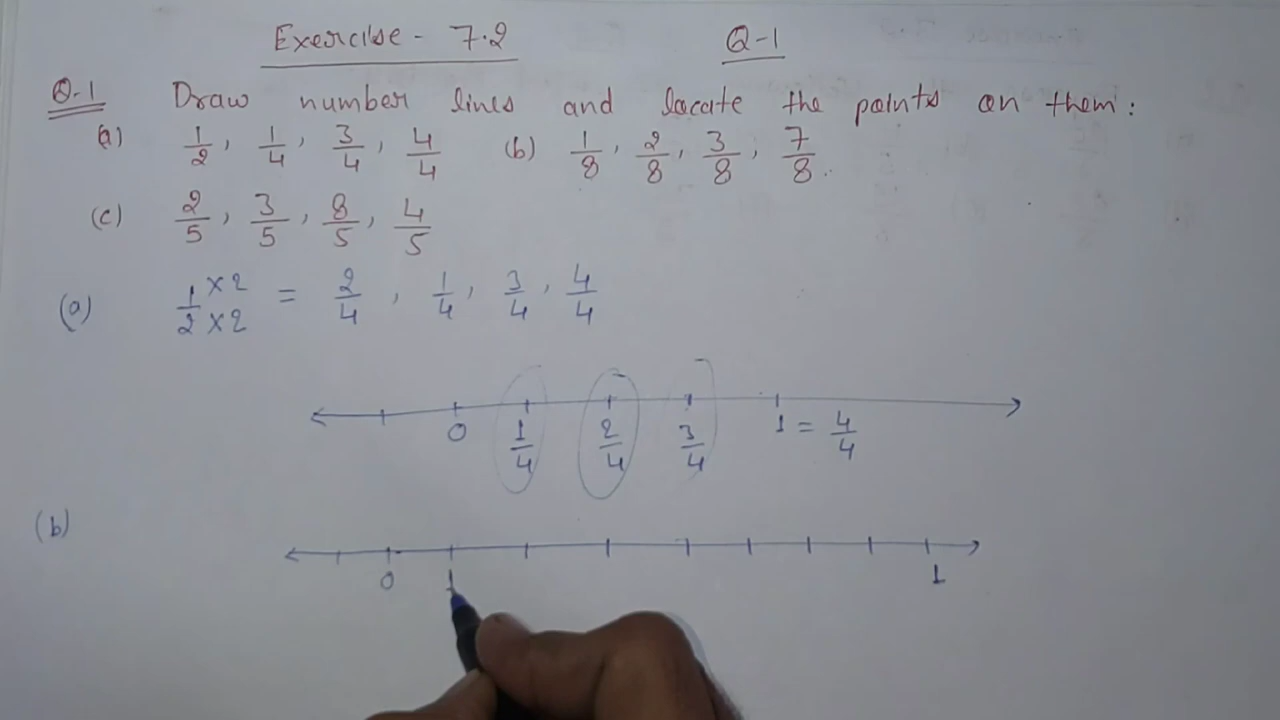 Exercise - 7.2 Q-1
Q-1 Draw number lines and locate the points on them:
(a) 1/2, 1/4, 3/4, 4/4 (b) 1/8, 2/8, 3/8, 7/8.
(c) 2/5, 3/5, 8/5, 4/5
(a) 1×2/2×2 = 2/4, 1/4, 3/4, 4/4
0 1/4 2/4 3/4 1 = 4/4
(b)
0 1 1